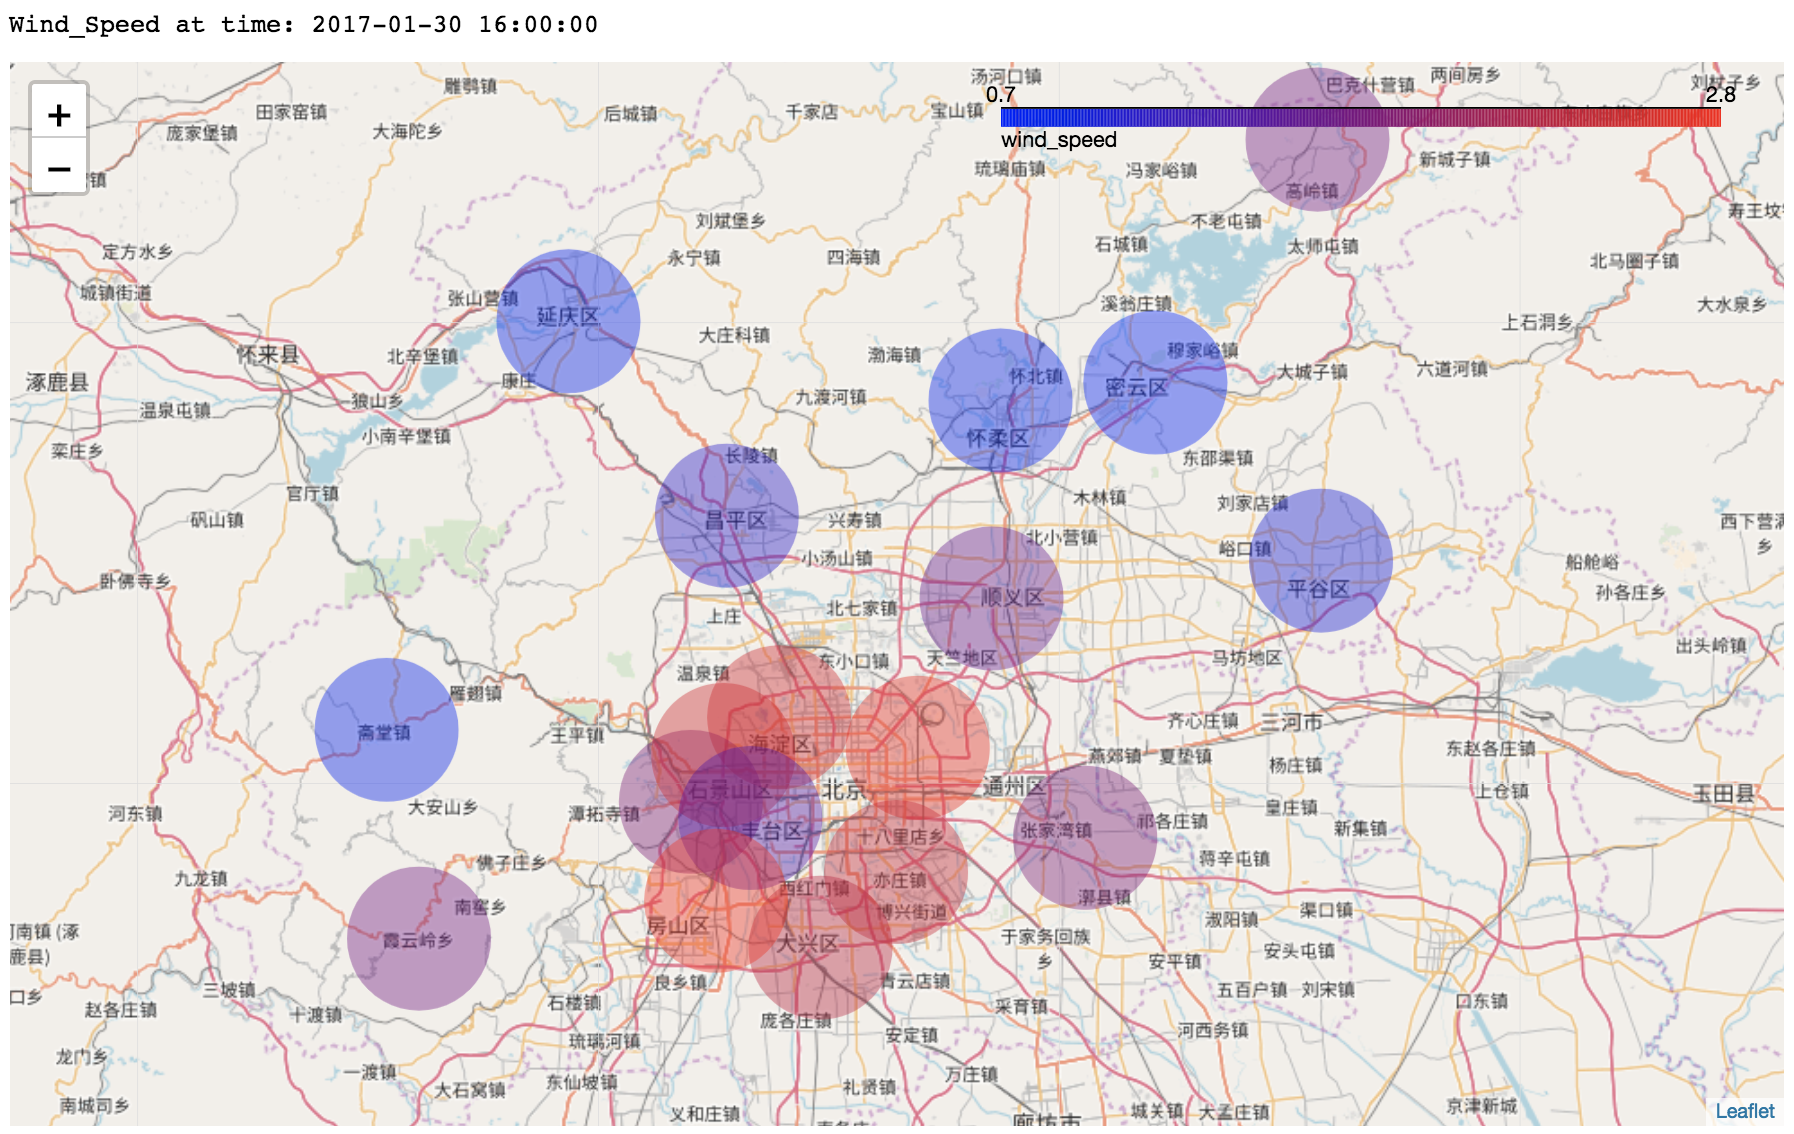 Wind_Speed at time: 2017-01-30 16:00:00
+
−
0.7
2.8
wind_speed
雕鹗镇
汤河口镇
巴克什营镇
两间房乡
刘村子乡
田家窑镇
后城镇
千家店
宝山镇
庞家堡镇
大海陀乡
琉璃庙镇
冯家峪镇
新城子镇
高岭镇
寿王坟
刘斌堡乡
不老屯镇
定方水乡
永宁镇
四海镇
石城镇
太师屯镇
北马圈子镇
城镇街道
张山营镇
延庆区
溪翁庄镇
大水泉乡
上石洞乡
怀来县
北辛堡镇
大庄科镇
渤海镇
穆家峪镇
涿鹿县
康庄
怀北镇
密云区
大城子镇
六道河镇
温泉屯镇
狼山乡
九渡河镇
小南辛堡镇
怀柔区
栾庄乡
长陵镇
东邵渠镇
官厅镇
木林镇
刘家店镇
矾山镇
昌平区
兴寿镇
西下营满
乡
北小营镇
峪口镇
小汤山镇
船舱峪
卧佛寺乡
平谷区
孙各庄乡
上庄
北七家镇
顺义区
温泉镇
东小口镇
天竺地区
马坊地区
出头岭镇
雁翅镇
斋堂镇
王平镇
海淀区
齐心庄镇
三河市
燕郊镇
夏垫镇
东赵各庄镇
杨庄镇
石景山区
北京
通州区
上仓镇
玉田县
河东镇
大安山乡
潭拓寺镇
丰台区
十八里店乡
张家湾镇
祁各庄镇
皇庄镇
新集镇
佛子庄乡
蒋辛屯镇
九龙镇
西红门镇
亦庄镇
漷县镇
南窖乡
房山区
博兴街道
淑阳镇
渠口镇
霞云岭乡
大兴区
于家务回族
乡
安头屯镇
安平镇
鹿县)
三坡镇
良乡镇
青云店镇
五百户镇
刘宋镇
口乡
赵各庄镇
十渡镇
石楼镇
庞各庄镇
采育镇
口东镇
琉璃河镇
安定镇
河西务镇
龙门乡
一渡镇
大石窝镇
东仙坡镇
礼贤镇
万庄镇
南城司乡
义和庄镇
廊坊市
城关镇
大孟庄镇
京津新城
Leaflet